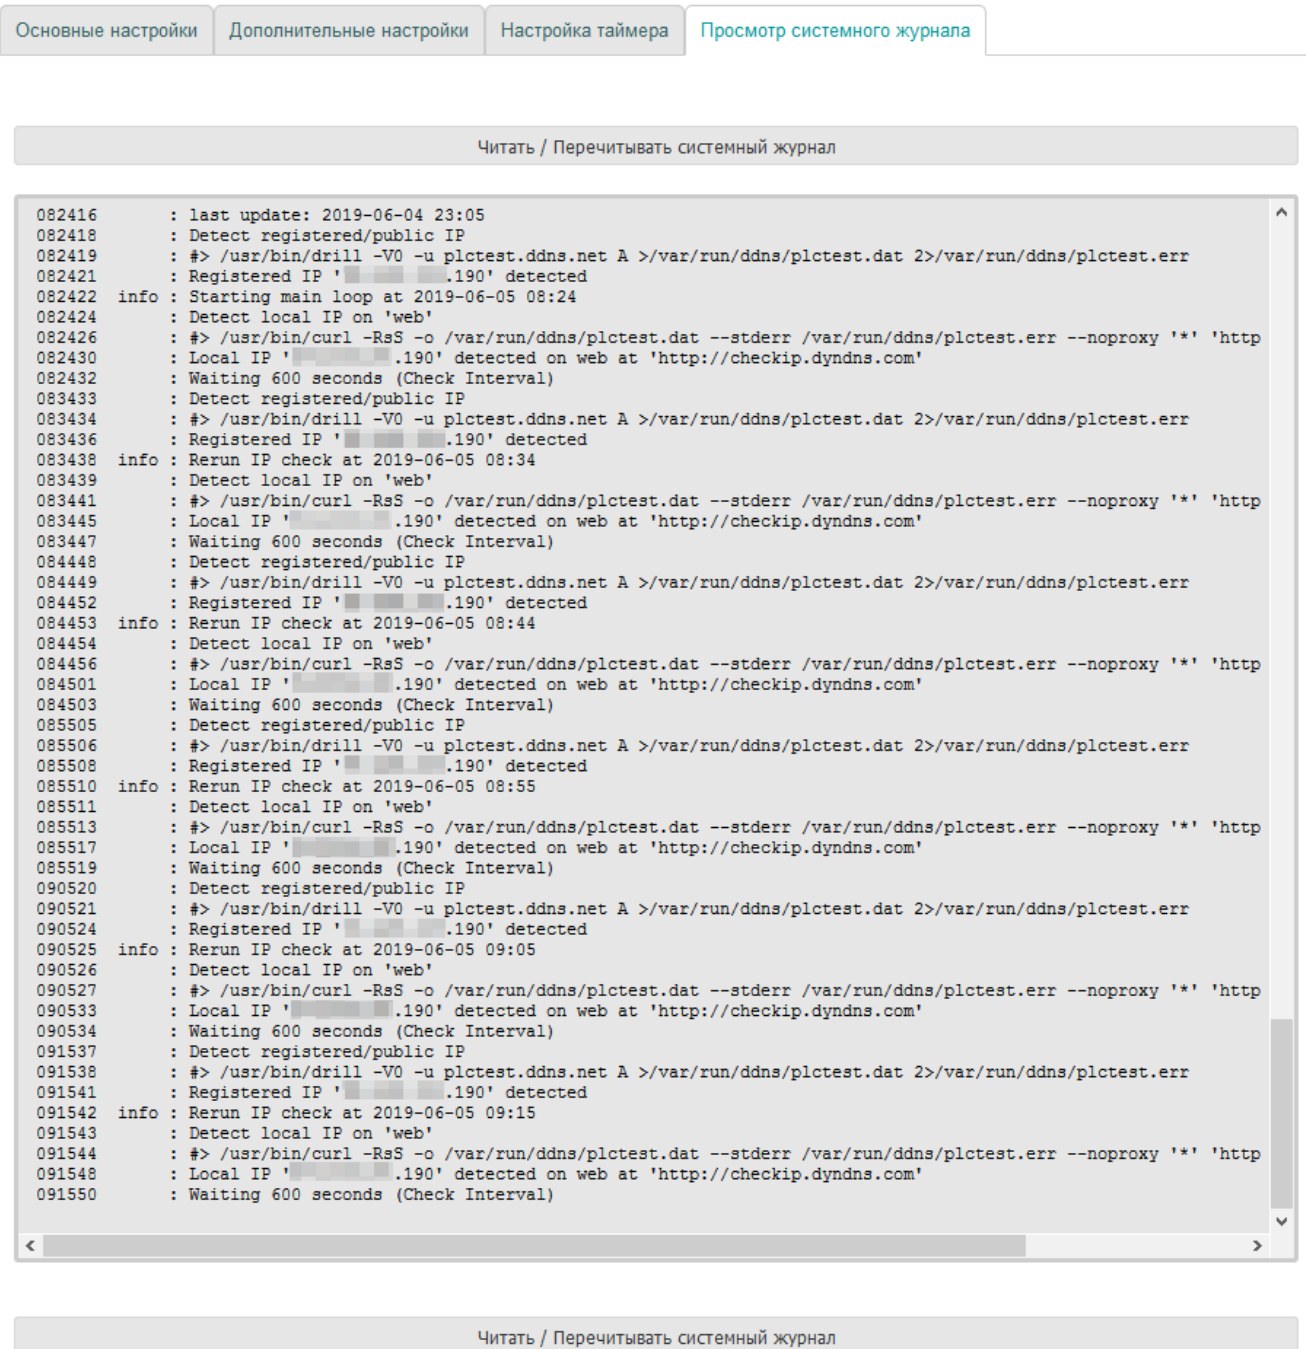 Основные настройки Дополнительные настройки Настройка таймера Просмотр системного журнала
Читать / Перечитывать системный журнал
082416 : last update: 2019-06-04 23:05
082418 : Detect registered/public IP
082419 : #> /usr/bin/drill -V0 -u plctest.ddns.net A >/var/run/ddns/plctest.dat 2>/var/run/ddns/plctest.err
082421 : Registered IP ' .190' detected
082422 info : Starting main loop at 2019-06-05 08:24
082424 : Detect local IP on 'web'
082426 : #> /usr/bin/curl -RsS -o /var/run/ddns/plctest.dat --stderr /var/run/ddns/plctest.err --noproxy '*' 'http
082430 : Local IP ' .190' detected on web at 'http://checkip.dyndns.com'
082432 : Waiting 600 seconds (Check Interval)
083433 : Detect registered/public IP
083434 : #> /usr/bin/drill -V0 -u plctest.ddns.net A >/var/run/ddns/plctest.dat 2>/var/run/ddns/plctest.err
083436 : Registered IP ' .190' detected
083438 info : Rerun IP check at 2019-06-05 08:34
083439 : Detect local IP on 'web'
083441 : #> /usr/bin/curl -RsS -o /var/run/ddns/plctest.dat --stderr /var/run/ddns/plctest.err --noproxy '*' 'http
083445 : Local IP ' .190' detected on web at 'http://checkip.dyndns.com'
083447 : Waiting 600 seconds (Check Interval)
084448 : Detect registered/public IP
084449 : #> /usr/bin/drill -V0 -u plctest.ddns.net A >/var/run/ddns/plctest.dat 2>/var/run/ddns/plctest.err
084452 : Registered IP ' .190' detected
084453 info : Rerun IP check at 2019-06-05 08:44
084454 : Detect local IP on 'web'
084456 : #> /usr/bin/curl -RsS -o /var/run/ddns/plctest.dat --stderr /var/run/ddns/plctest.err --noproxy '*' 'http
084501 : Local IP ' .190' detected on web at 'http://checkip.dyndns.com'
084503 : Waiting 600 seconds (Check Interval)
085505 : Detect registered/public IP
085506 : #> /usr/bin/drill -V0 -u plctest.ddns.net A >/var/run/ddns/plctest.dat 2>/var/run/ddns/plctest.err
085508 : Registered IP ' .190' detected
085510 info : Rerun IP check at 2019-06-05 08:55
085511 : Detect local IP on 'web'
085513 : #> /usr/bin/curl -RsS -o /var/run/ddns/plctest.dat --stderr /var/run/ddns/plctest.err --noproxy '*' 'http
085517 : Local IP ' .190' detected on web at 'http://checkip.dyndns.com'
085519 : Waiting 600 seconds (Check Interval)
090520 : Detect registered/public IP
090521 : #> /usr/bin/drill -V0 -u plctest.ddns.net A >/var/run/ddns/plctest.dat 2>/var/run/ddns/plctest.err
090524 : Registered IP ' .190' detected
090525 info : Rerun IP check at 2019-06-05 09:05
090526 : Detect local IP on 'web'
090527 : #> /usr/bin/curl -RsS -o /var/run/ddns/plctest.dat --stderr /var/run/ddns/plctest.err --noproxy '*' 'http
090533 : Local IP ' .190' detected on web at 'http://checkip.dyndns.com'
090534 : Waiting 600 seconds (Check Interval)
091537 : Detect registered/public IP
091538 : #> /usr/bin/drill -V0 -u plctest.ddns.net A >/var/run/ddns/plctest.dat 2>/var/run/ddns/plctest.err
091541 : Registered IP ' .190' detected
091542 info : Rerun IP check at 2019-06-05 09:15
091543 : Detect local IP on 'web'
091544 : #> /usr/bin/curl -RsS -o /var/run/ddns/plctest.dat --stderr /var/run/ddns/plctest.err --noproxy '*' 'http
091548 : Local IP ' .190' detected on web at 'http://checkip.dyndns.com'
091550 : Waiting 600 seconds (Check Interval)
Читать / Перечитывать системный журнал